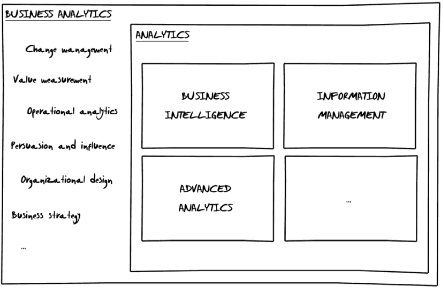 BUSINESS ANALYTICS
Change management
Value measurement
Operational analytics
Persuasion and influence
Organizational design
Business strategy
...
ANALYTICS
BUSINESS
INTELLIGENCE
INFORMATION
MANAGEMENT
ADVANCED
ANALYTICS
...